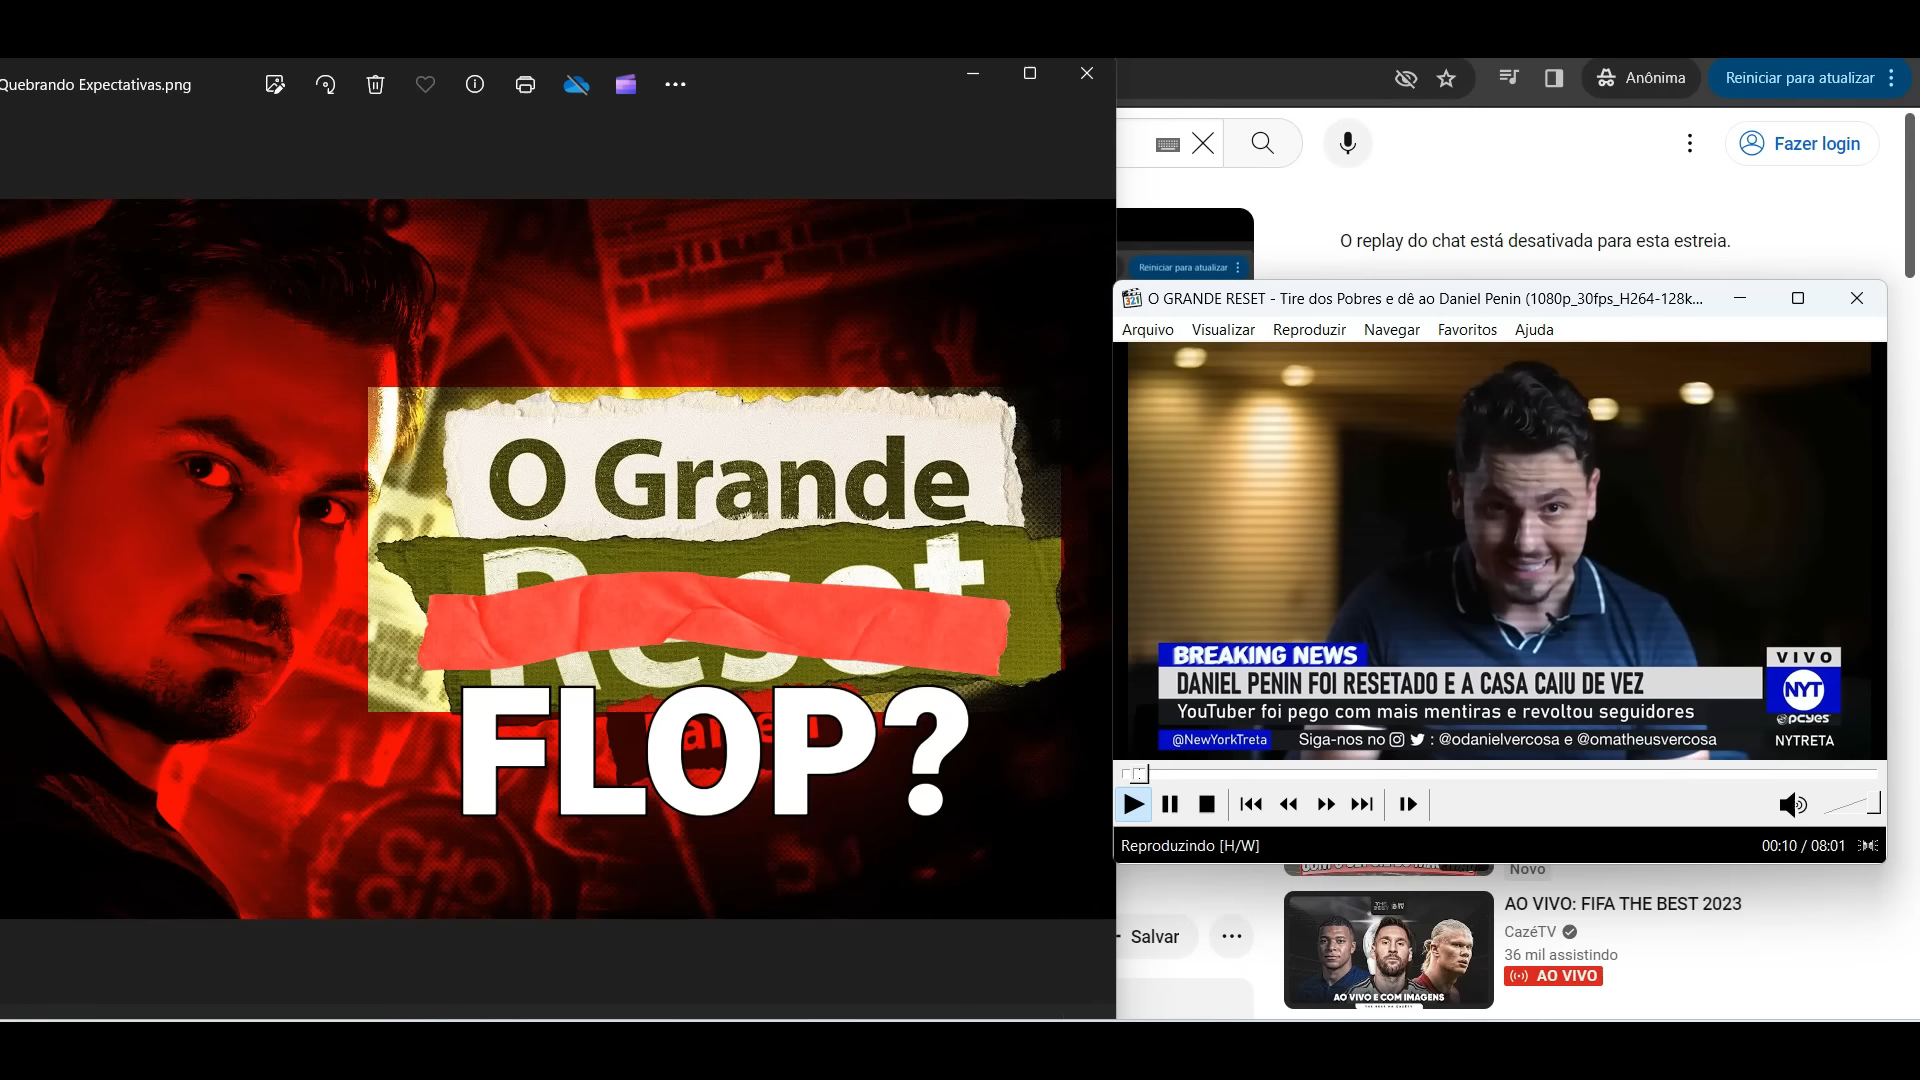 Quebrando Expectativas.png
O Grande
Reset
FLOP?
Anônima
Reiniciar para atualizar
Fazer login
O replay do chat está desativada para esta estreia.
Reiniciar para atualizar
O GRANDE RESET - Tire dos Pobres e dê ao Daniel Penin (1080p_30fps_H264-128k...
Arquivo Visualizar Reproduzir Navegar Favoritos Ajuda
BREAKING NEWS
DANIEL PENIN FOI RESETADO E A CASA CAIU DE VEZ
YouTuber foi pego com mais mentiras e revoltou seguidores
@NewYorkTreta Siga-nos no : @odanielvercosa e @omatheusvercosa
VIVO
NYT
@pcyes
NYTRETA
Reproduzindo [H/W]
00:10 / 08:01
Novo
Salvar
AO VIVO E COM IMAGENS
AO VIVO: FIFA THE BEST 2023
CazéTV
36 mil assistindo
AO VIVO